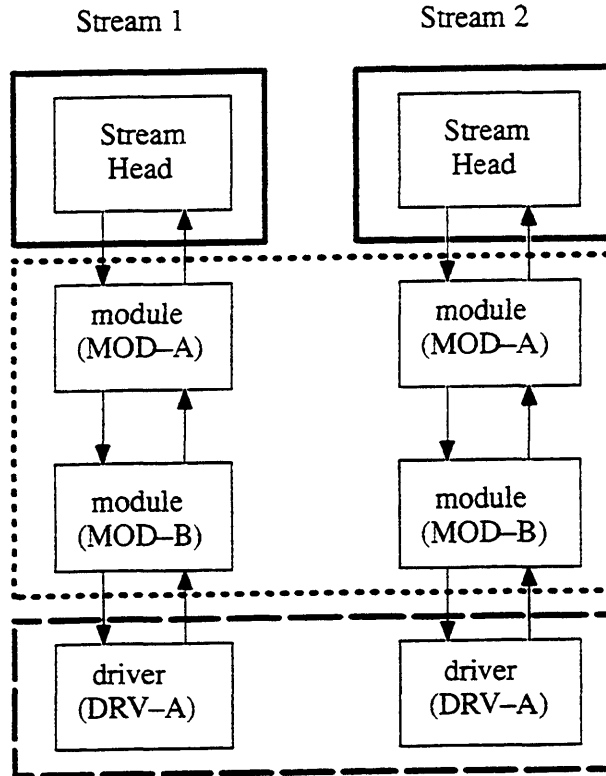 Stream 1
Stream 2
Stream
Head
Stream
Head
module
(MOD–A)
module
(MOD–A)
module
(MOD–B)
module
(MOD–B)
driver
(DRV–A)
driver
(DRV–A)